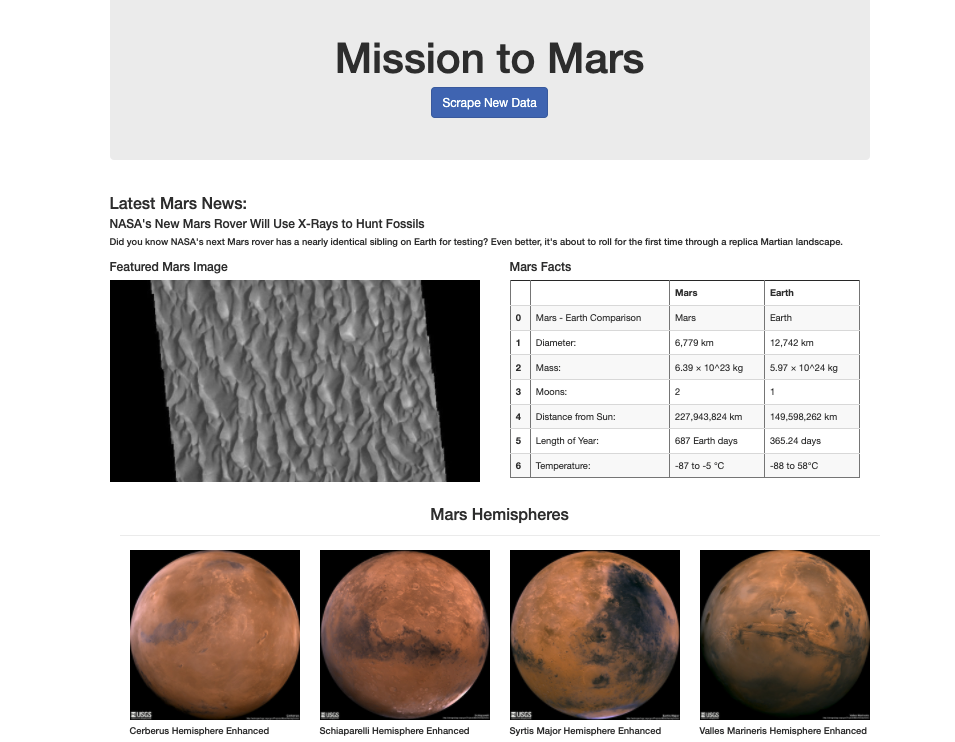 Mission to Mars
Scrape New Data
Latest Mars News:
NASA's New Mars Rover Will Use X-Rays to Hunt Fossils
Did you know NASA's next Mars rover has a nearly identical sibling on Earth for testing? Even better, it's about to roll for the first time through a replica Martian landscape.
Featured Mars Image
Mars Facts
Mars Earth
0 Mars - Earth Comparison Mars Earth
1 Diameter: 6,779 km 12,742 km
2 Mass: 6.39 × 10^23 kg 5.97 × 10^24 kg
3 Moons: 2 1
4 Distance from Sun: 227,943,824 km 149,598,262 km
5 Length of Year: 687 Earth days 365.24 days
6 Temperature: -87 to -5 °C -88 to 58°C
Mars Hemispheres
USGS USGS USGS USGS
Cerberus Hemisphere Enhanced Schiaparelli Hemisphere Enhanced Syrtis Major Hemisphere Enhanced Valles Marineris Hemisphere Enhanced